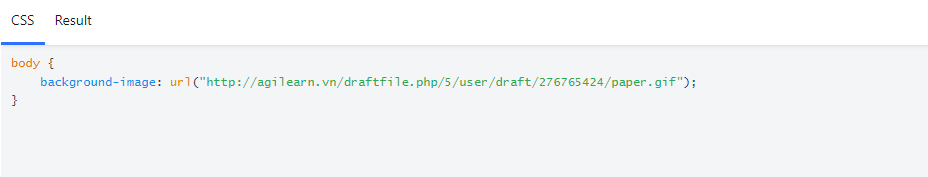 CSS Result
body {
    background-image: url("http://agilearn.vn/draftfile.php/5/user/draft/276765424/paper.gif");
}